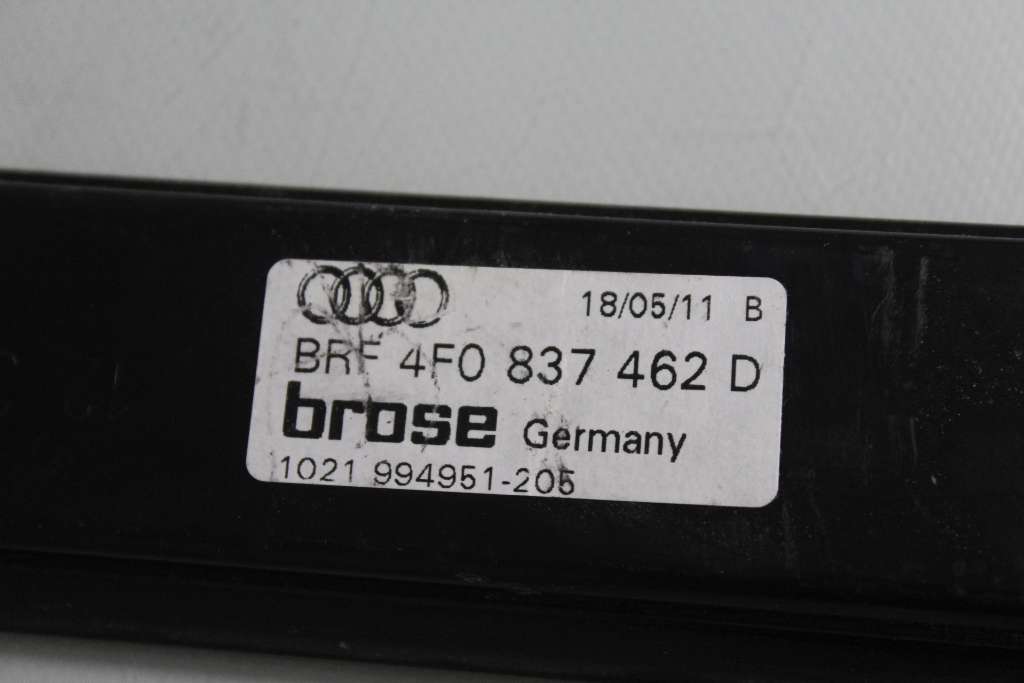 18/05/11 B
BRF 4F0 837 462 D
brose Germany
1021 994951-205